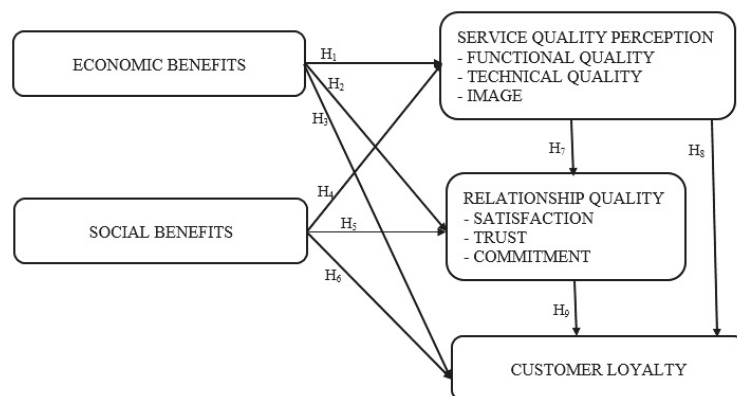 SERVICE QUALITY PERCEPTION
- FUNCTIONAL QUALITY
- TECHNICAL QUALITY
- IMAGE
ECONOMIC BENEFITS
H₁
H₂
H₃
H₇
H₈
H₄
RELATIONSHIP QUALITY
- SATISFACTION
- TRUST
- COMMITMENT
SOCIAL BENEFITS
H₅
H₆
H₉
CUSTOMER LOYALTY